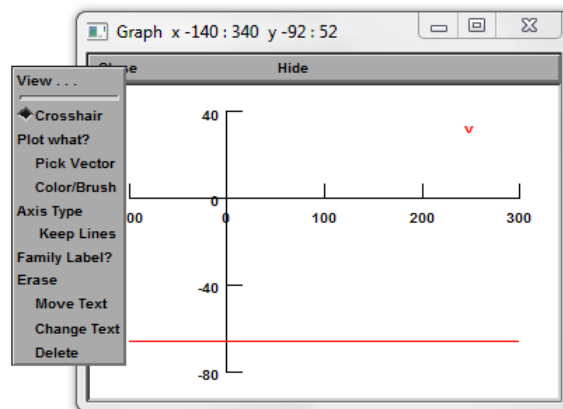 Graph x -140 : 340 y -92 : 52
Hide
View . . .
Crosshair
Plot what?
Pick Vector
Color/Brush
Axis Type
Keep Lines
Family Label?
Erase
Move Text
Change Text
Delete
40
v
0
0
100
200
300
-40
-80